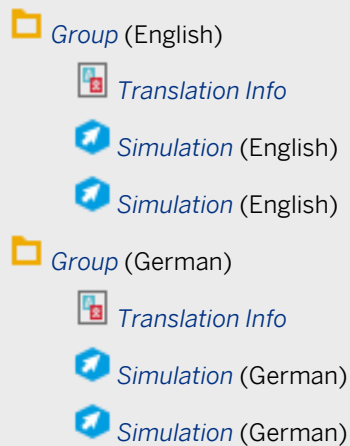 Group (English)
Translation Info
Simulation (English)
Simulation (English)
Group (German)
Translation Info
Simulation (German)
Simulation (German)